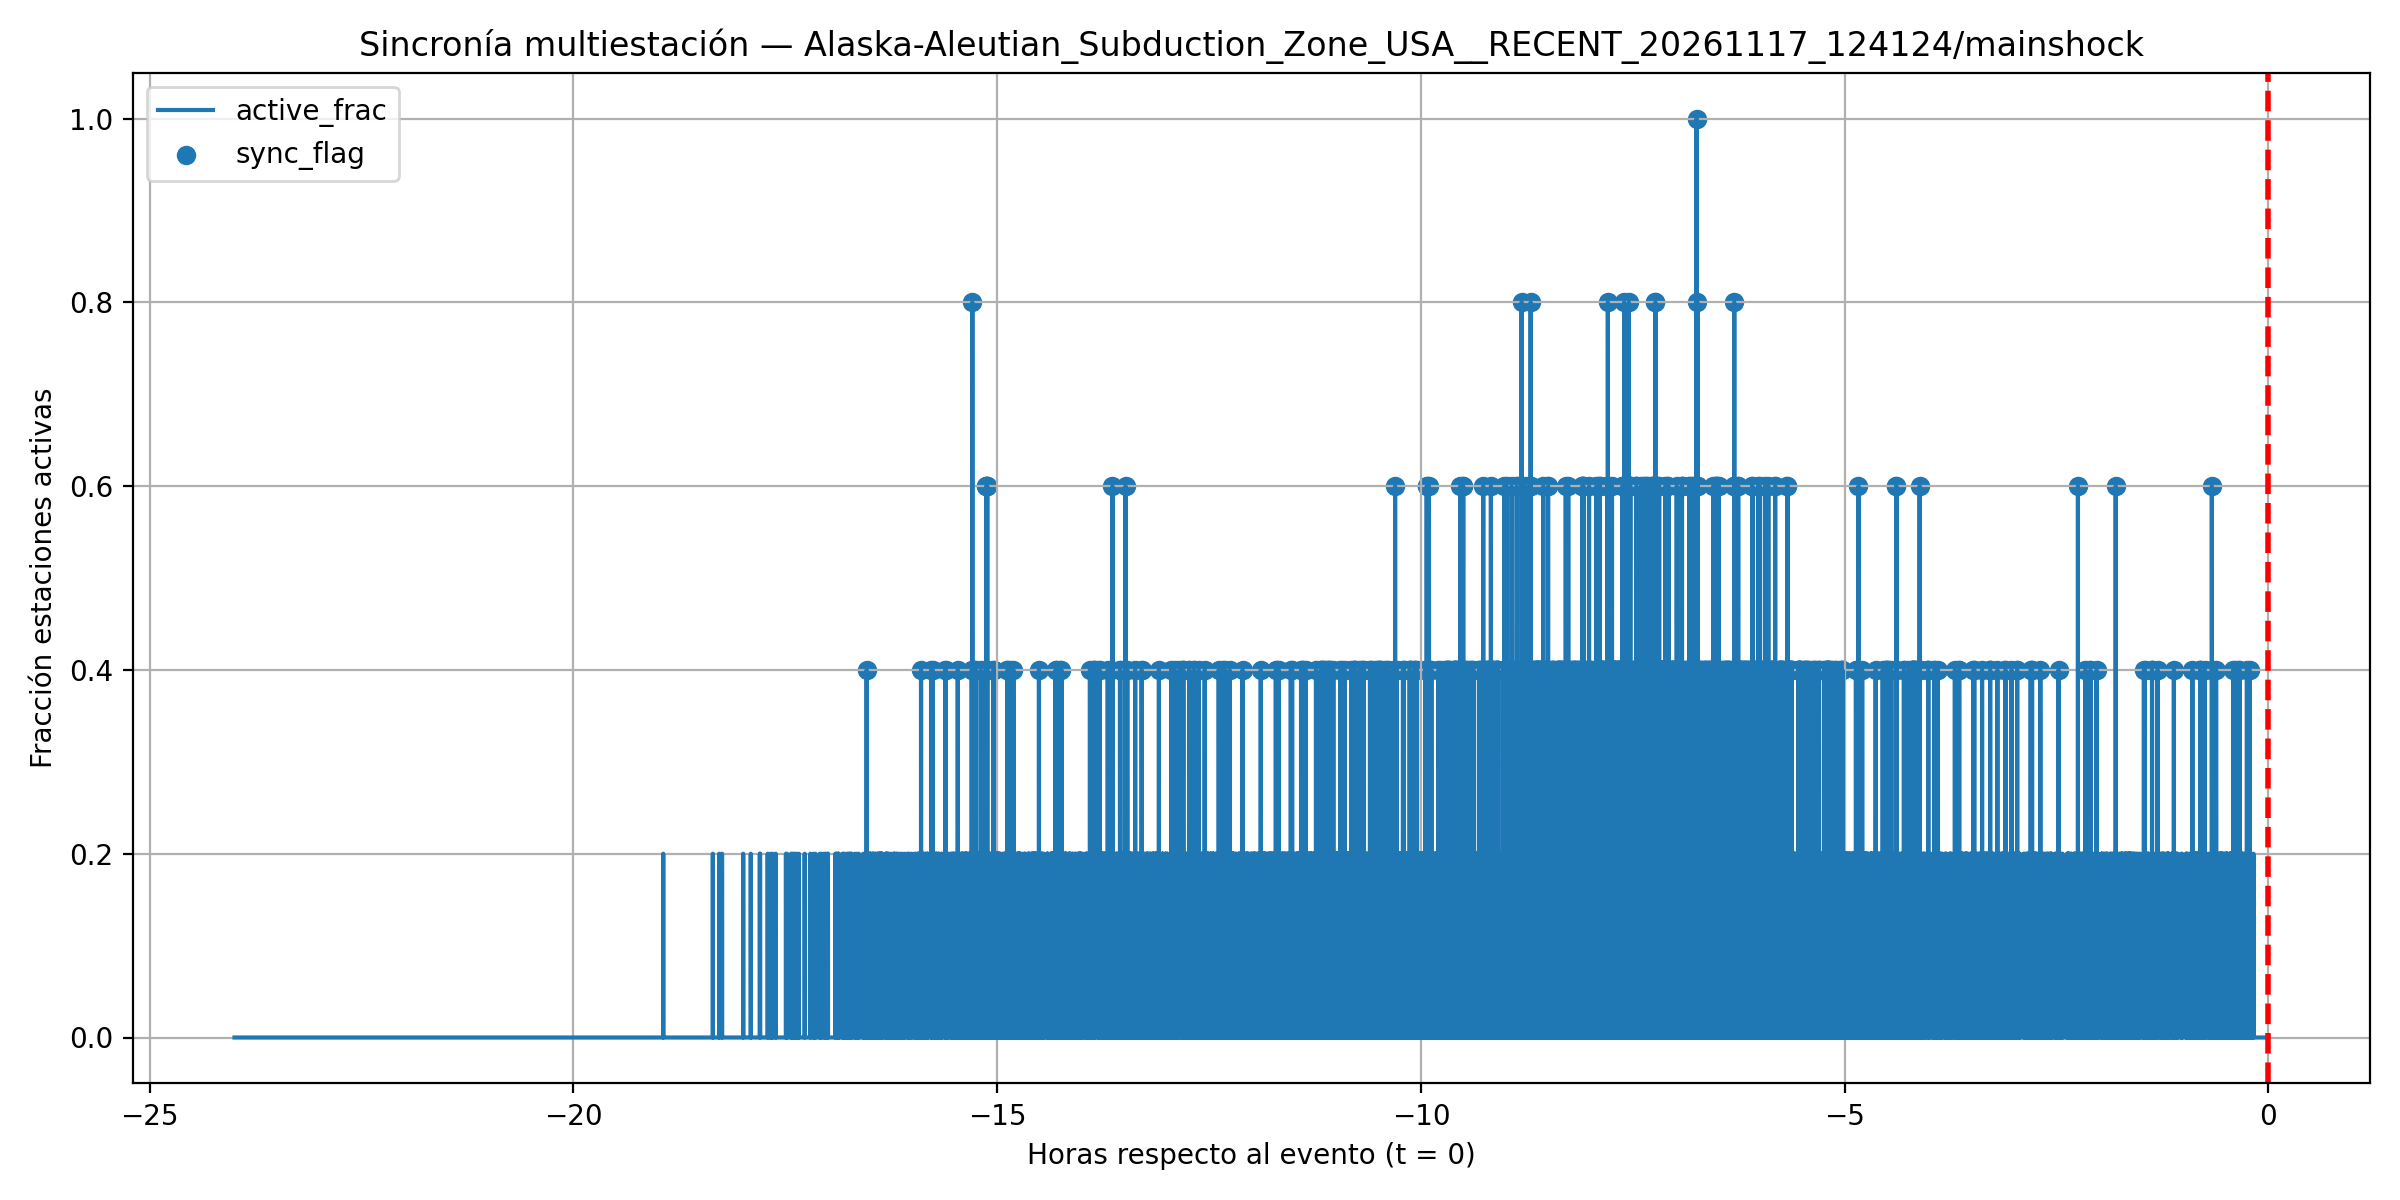 Sincronía multiestación — Alaska-Aleutian_Subduction_Zone_USA__RECENT_20261117_124124/mainshock
active_frac
sync_flag
Fracción estaciones activas
1.0
0.8
0.6
0.4
0.2
0.0
−25
−20
−15
−10
−5
0
Horas respecto al evento (t = 0)